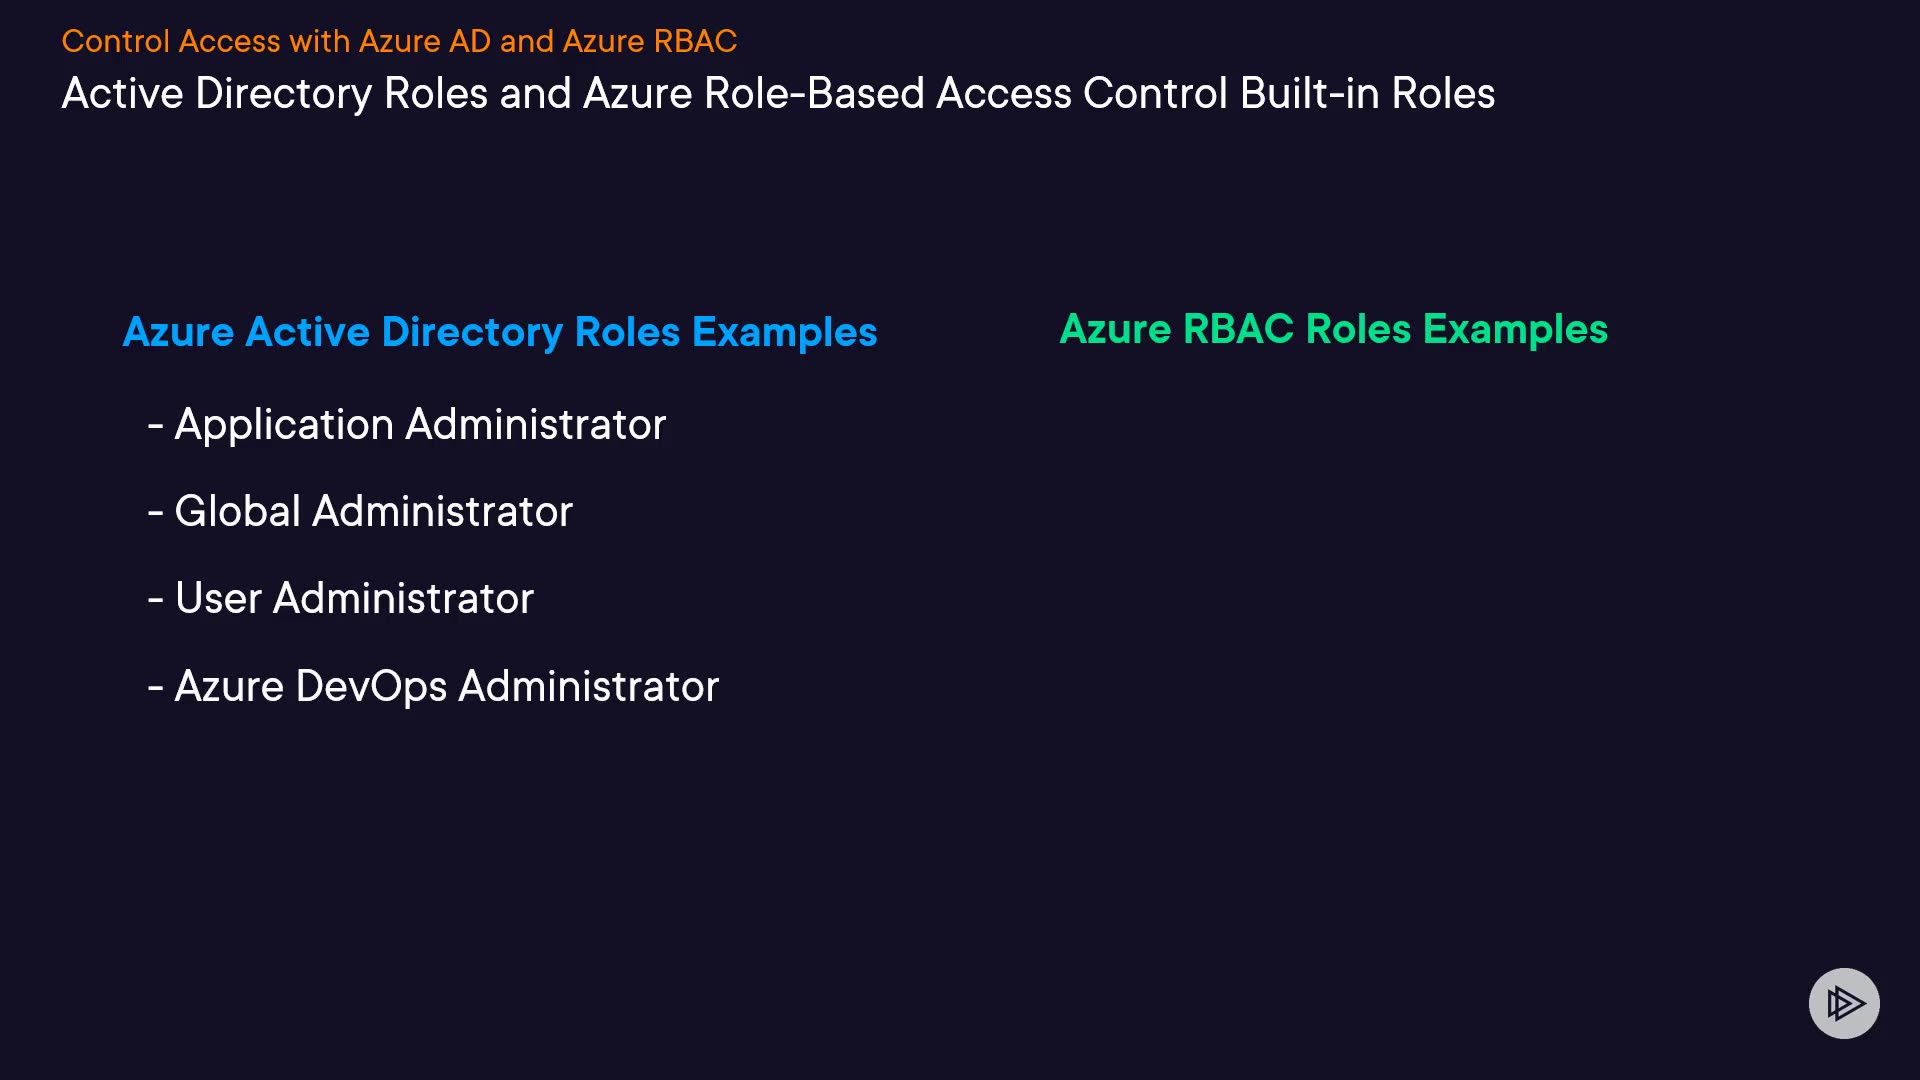 Control Access with Azure AD and Azure RBAC
Active Directory Roles and Azure Role-Based Access Control Built-in Roles
Azure Active Directory Roles Examples
- Application Administrator
- Global Administrator
- User Administrator
- Azure DevOps Administrator
Azure RBAC Roles Examples